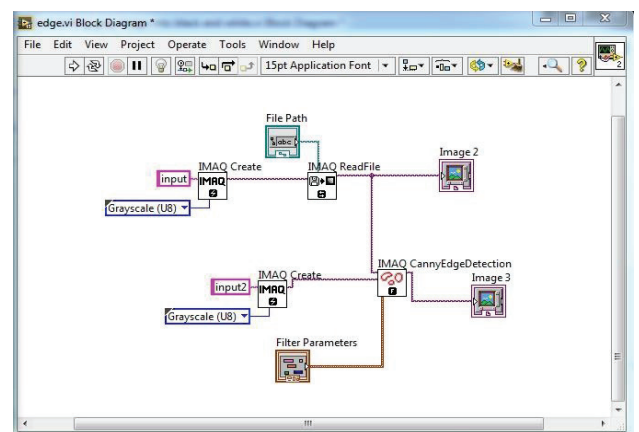 edge.vi Block Diagram *
File Edit View Project Operate Tools Window Help
15pt Application Font
2
File Path
abc
IMAQ Create
IMAQ ReadFile
Image 2
input
IMAQ
Grayscale (U8)
IMAQ CannyEdgeDetection
IMAQ Create
Image 3
input2
IMAQ
Grayscale (U8)
Filter Parameters